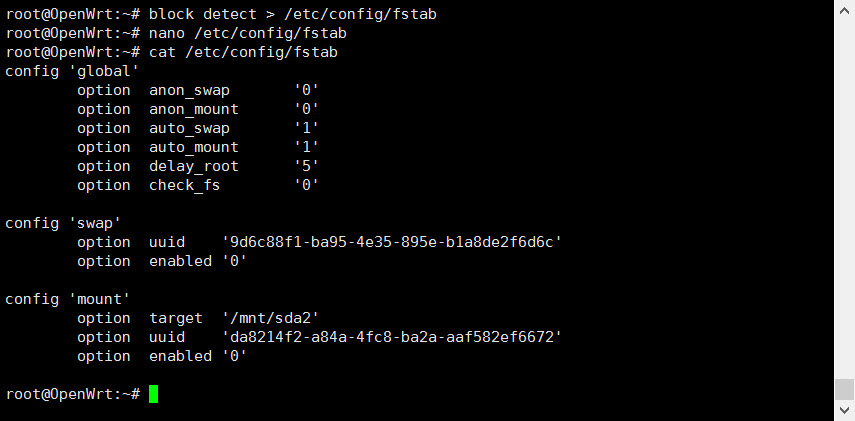 root@OpenWrt:~# block detect > /etc/config/fstab
root@OpenWrt:~# nano /etc/config/fstab
root@OpenWrt:~# cat /etc/config/fstab
config 'global'
        option  anon_swap       '0'
        option  anon_mount      '0'
        option  auto_swap       '1'
        option  auto_mount      '1'
        option  delay_root      '5'
        option  check_fs        '0'

config 'swap'
        option  uuid    '9d6c88f1-ba95-4e35-895e-b1a8de2f6d6c'
        option  enabled '0'

config 'mount'
        option  target  '/mnt/sda2'
        option  uuid    'da8214f2-a84a-4fc8-ba2a-aaf582ef6672'
        option  enabled '0'

root@OpenWrt:~#